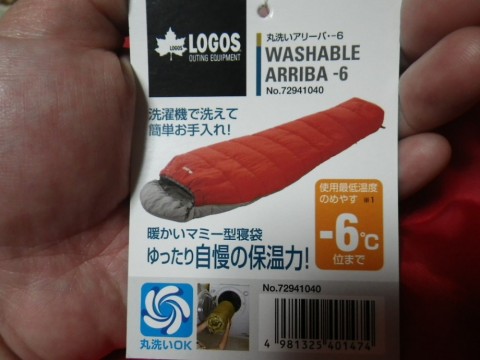 LOGOS
OUTING EQUIPMENT
丸洗いアリーバ・-6
WASHABLE
ARRIBA -6
No.72941040
洗濯機で洗えて
簡単お手入れ!
使用最低温度
のめやす ※1
-6℃
位まで
暖かいマミー型寝袋
ゆったり自慢の保温力!
No.72941040
丸洗いOK
4 981325 401474